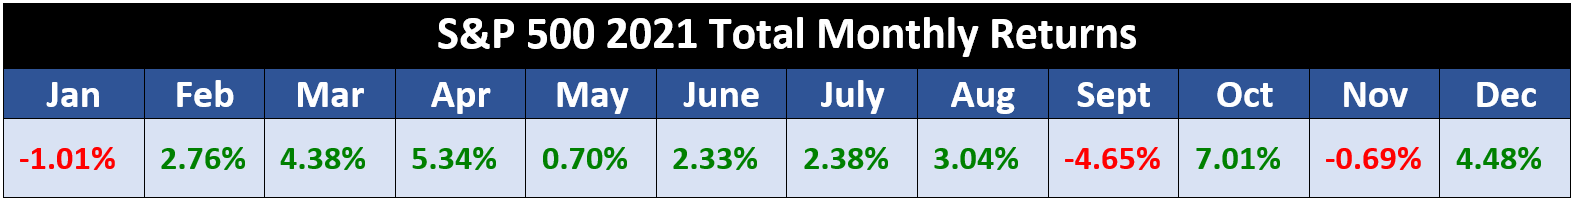 S&P 500 2021 Total Monthly Returns
Jan Feb Mar Apr May June July Aug Sept Oct Nov Dec
-1.01% 2.76% 4.38% 5.34% 0.70% 2.33% 2.38% 3.04% -4.65% 7.01% -0.69% 4.48%